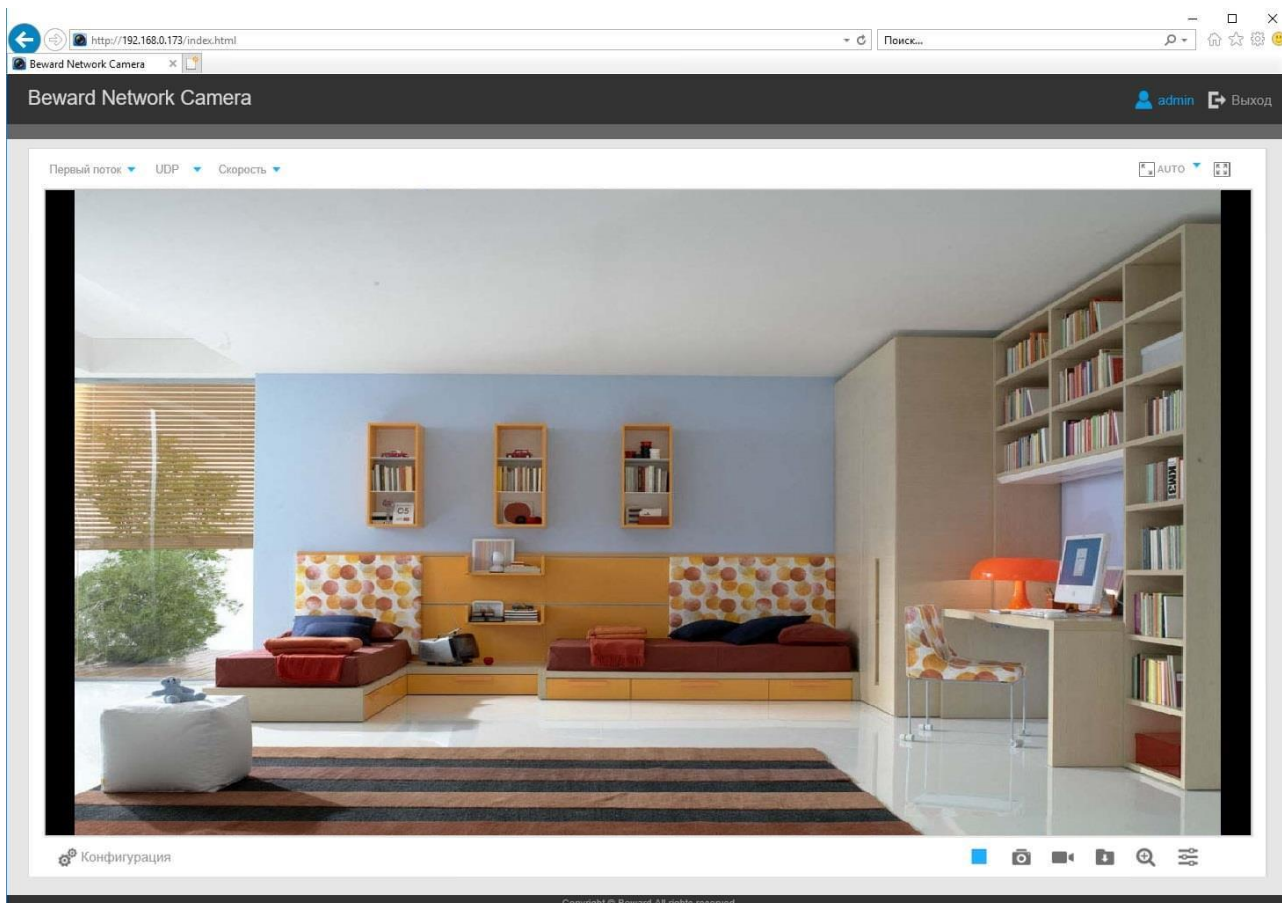 http://192.168.0.173/index.html
Поиск...
Beward Network Camera
Beward Network Camera
admin
Выход
Первый поток
UDP
Скорость
AUTO
Конфигурация
Copyright © Beward All rights reserved